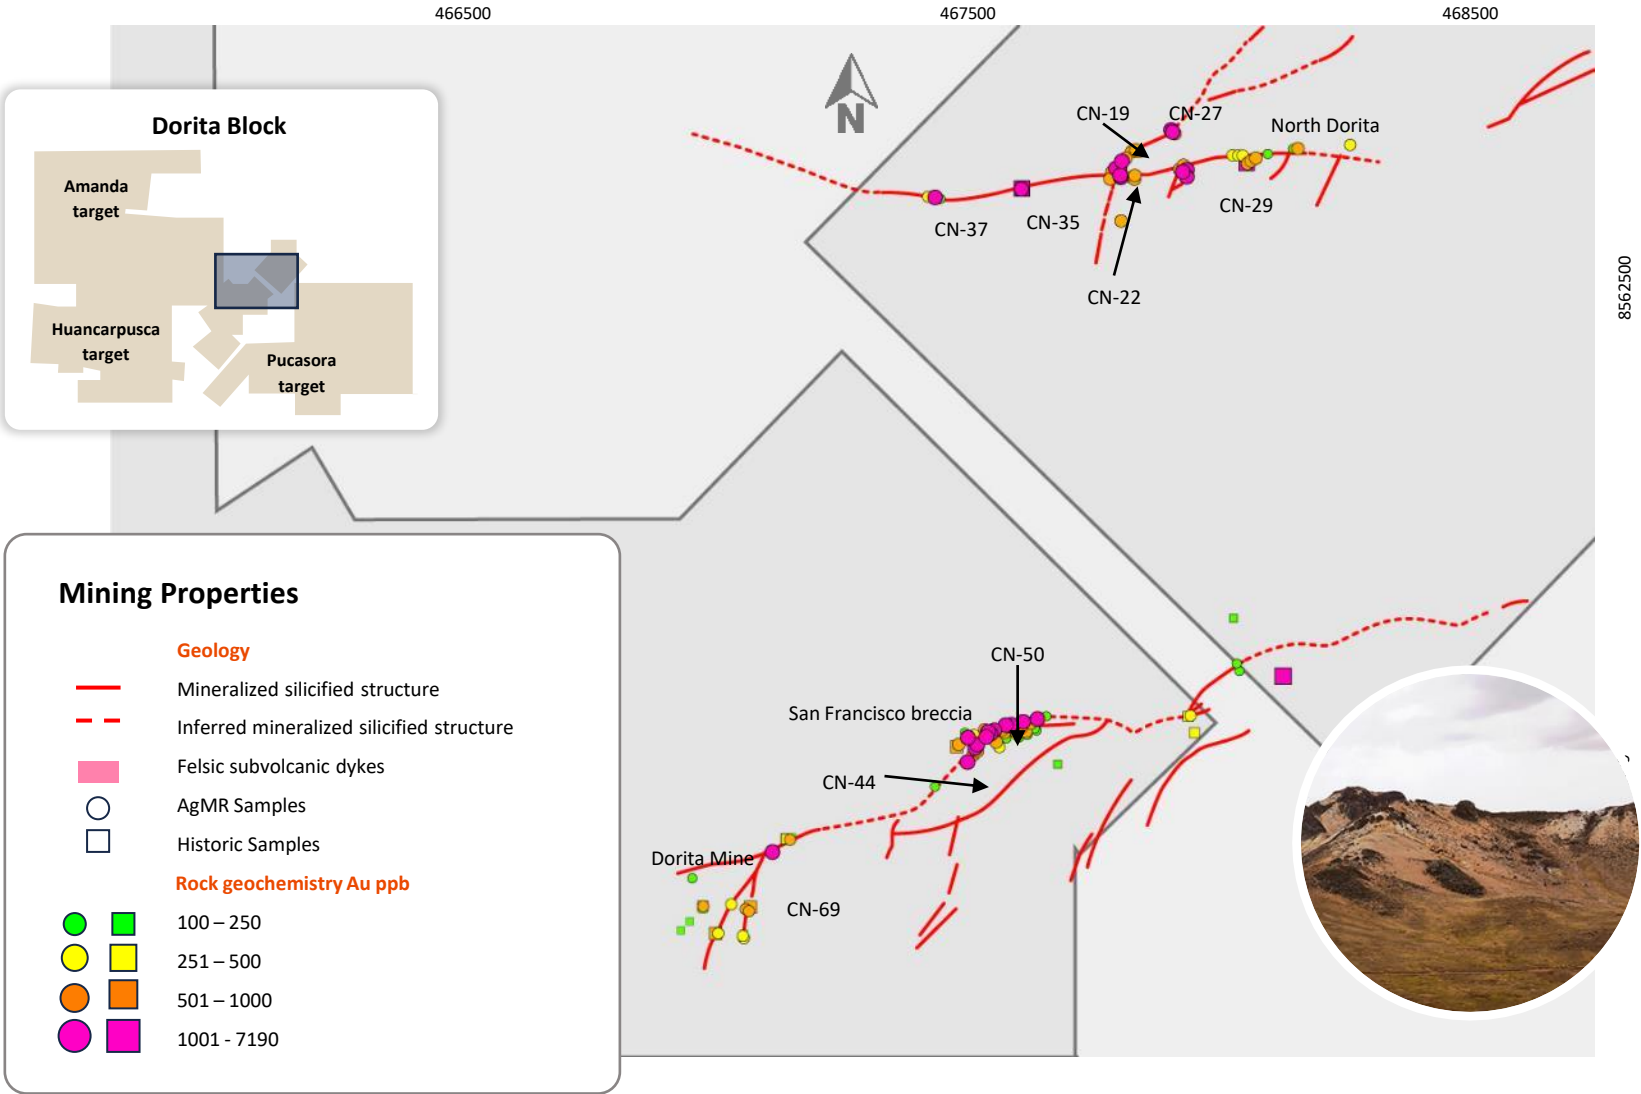 466500
467500
468500
8562500
Dorita Block
Amanda
target
Huancarpusca
target
Pucasora
target
N
CN-19
CN-27
North Dorita
CN-37
CN-35
CN-29
CN-22
CN-50
San Francisco breccia
CN-44
Dorita Mine
CN-69
Mining Properties
Geology
Mineralized silicified structure
Inferred mineralized silicified structure
Felsic subvolcanic dykes
AgMR Samples
Historic Samples
Rock geochemistry Au ppb
100 – 250
251 – 500
501 – 1000
1001 - 7190